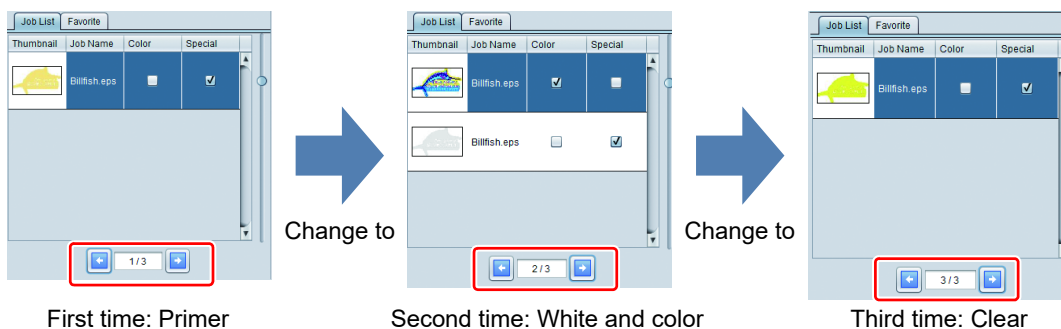 Job List Favorite
Thumbnail Job Name Color Special
Billfish.eps
1 / 3
First time: Primer
Change to
Job List Favorite
Thumbnail Job Name Color Special
Billfish.eps
Billfish.eps
2 / 3
Second time: White and color
Change to
Job List Favorite
Thumbnail Job Name Color Special
Billfish.eps
3 / 3
Third time: Clear